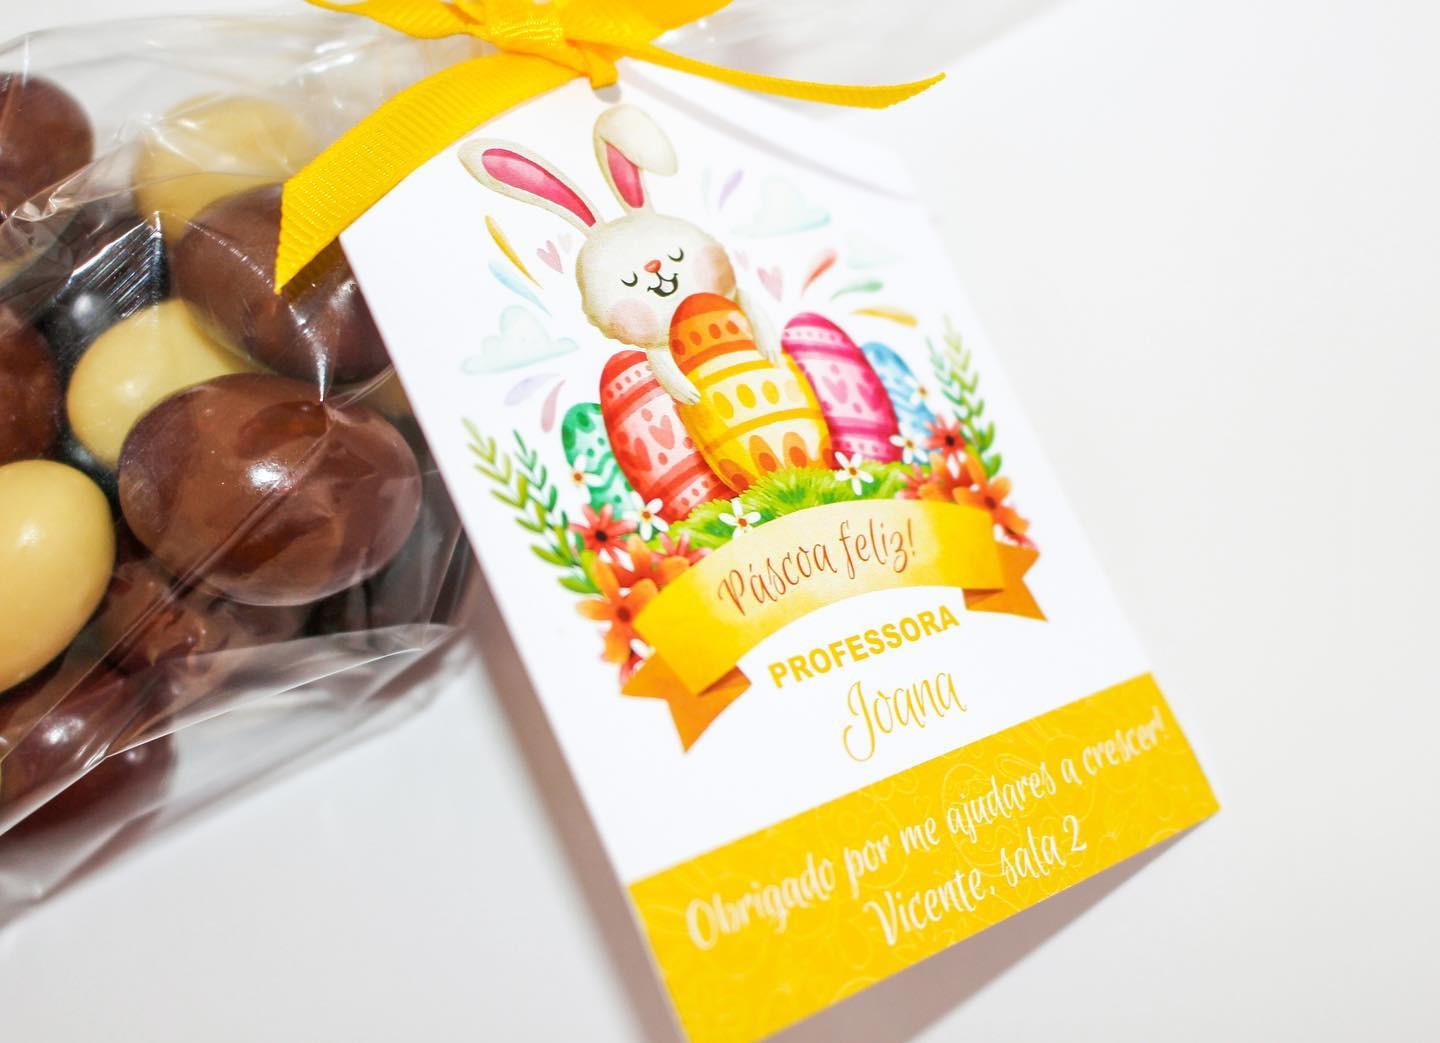 Páscoa feliz!
PROFESSORA
Joana
Obrigado por me ajudares a crescer!
Vicente, sala 2